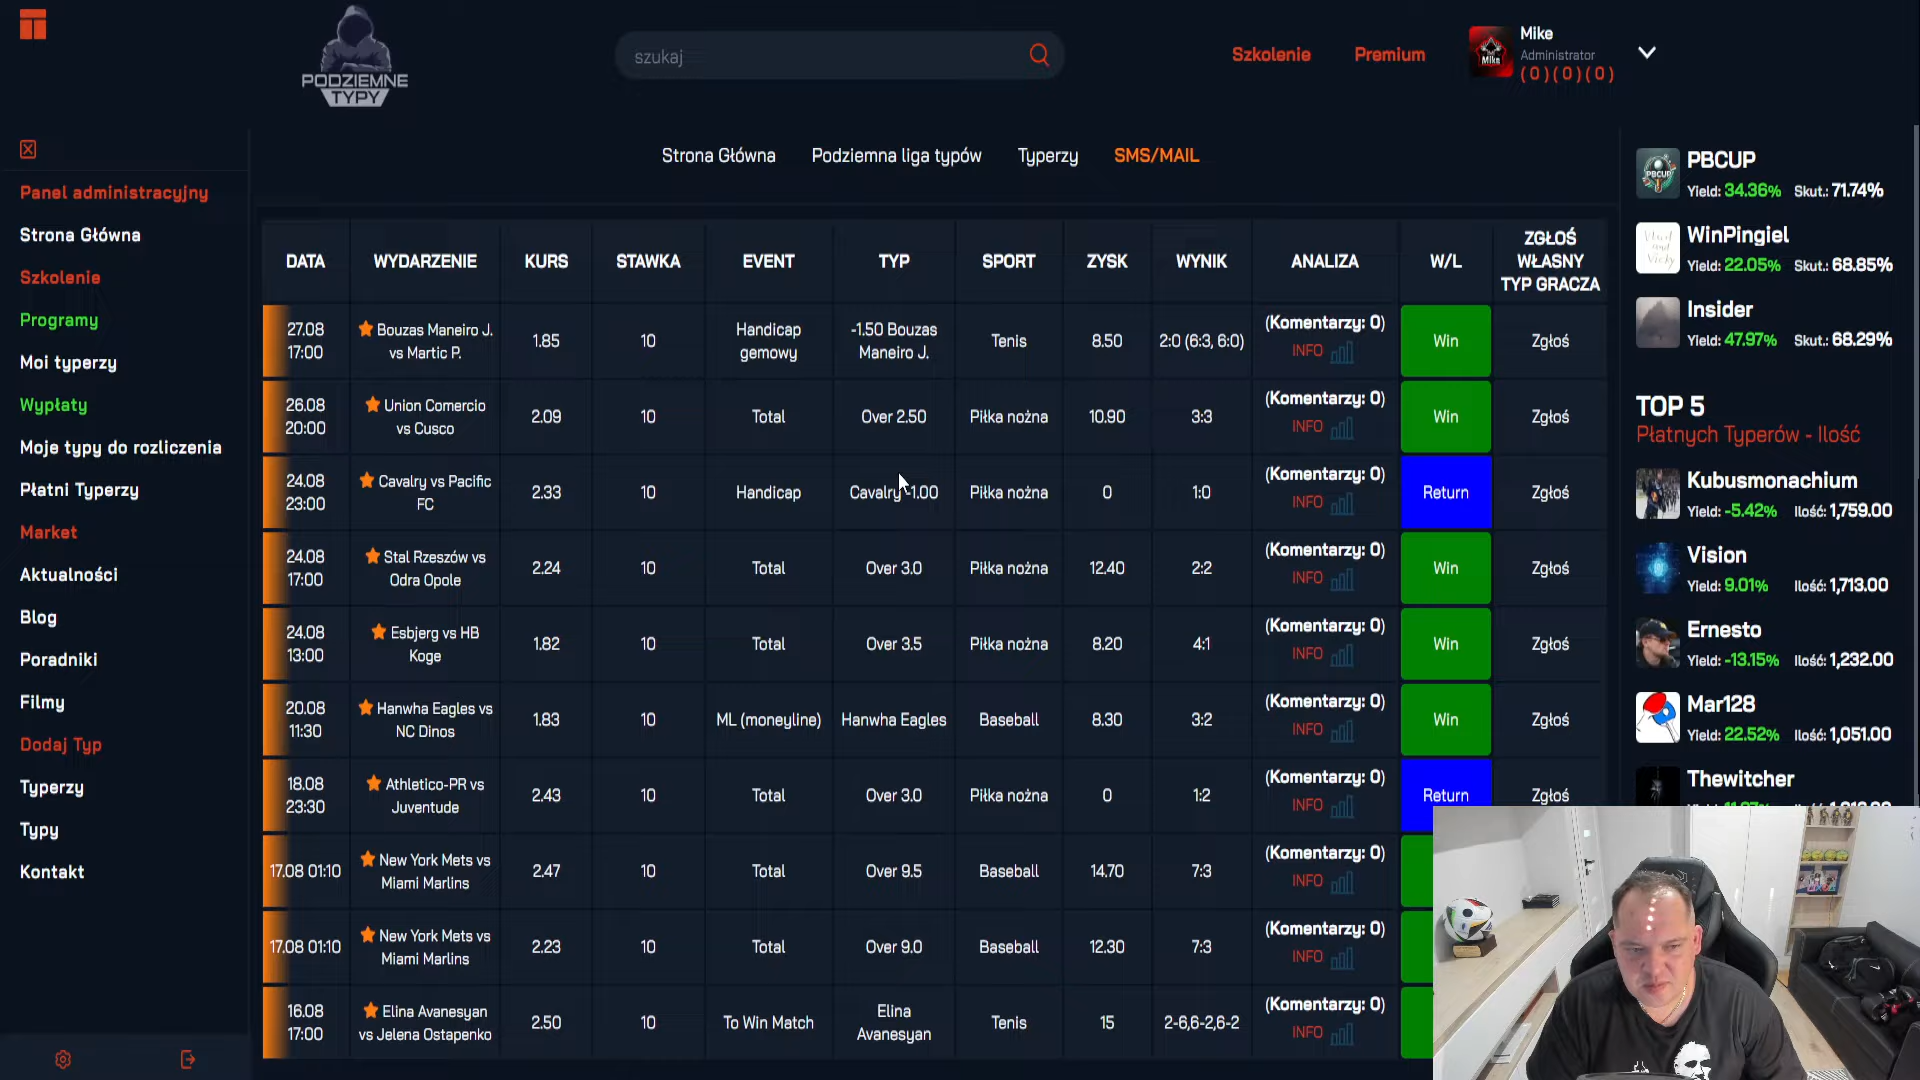 PODZIEMNE
TYPY
szukaj
Szkolenie
Premium
Mike
Administrator
( 0 ) ( 0 ) ( 0 )
Panel administracyjny
Strona Główna
Szkolenie
Programy
Moi typerzy
Wypłaty
Moje typy do rozliczenia
Płatni Typerzy
Market
Aktualności
Blog
Poradniki
Filmy
Dodaj Typ
Typerzy
Typy
Kontakt
Strona Główna
Podziemna liga typów
Typerzy
SMS/MAIL
DATA WYDARZENIE KURS STAWKA EVENT TYP SPORT ZYSK WYNIK ANALIZA W/L ZGŁOŚ
WŁASNY
TYP GRACZA
27.08
17:00
Bouzas Maneiro J.
vs Martic P.
1.85
10
Handicap
gemowy
-1.50 Bouzas
Maneiro J.
Tenis
8.50
2:0 (6:3, 6:0)
(Komentarzy: 0)
INFO
Win
Zgłoś
26.08
20:00
Union Comercio
vs Cusco
2.09
10
Total
Over 2.50
Piłka nożna
10.90
3:3
(Komentarzy: 0)
INFO
Win
Zgłoś
24.08
23:00
Cavalry vs Pacific
FC
2.33
10
Handicap
Cavalry -1.00
Piłka nożna
0
1:0
(Komentarzy: 0)
INFO
Return
Zgłoś
24.08
17:00
Stal Rzeszów vs
Odra Opole
2.24
10
Total
Over 3.0
Piłka nożna
12.40
2:2
(Komentarzy: 0)
INFO
Win
Zgłoś
24.08
13:00
Esbjerg vs HB
Koge
1.82
10
Total
Over 3.5
Piłka nożna
8.20
4:1
(Komentarzy: 0)
INFO
Win
Zgłoś
20.08
11:30
Hanwha Eagles vs
NC Dinos
1.83
10
ML (moneyline)
Hanwha Eagles
Baseball
8.30
3:2
(Komentarzy: 0)
INFO
Win
Zgłoś
18.08
23:30
Athletico-PR vs
Juventude
2.43
10
Total
Over 3.0
Piłka nożna
0
1:2
(Komentarzy: 0)
INFO
Return
Zgłoś
17.08 01:10
New York Mets vs
Miami Marlins
2.47
10
Total
Over 9.5
Baseball
14.70
7:3
(Komentarzy: 0)
INFO
17.08 01:10
New York Mets vs
Miami Marlins
2.23
10
Total
Over 9.0
Baseball
12.30
7:3
(Komentarzy: 0)
INFO
16.08
17:00
Elina Avanesyan
vs Jelena Ostapenko
2.50
10
To Win Match
Elina
Avanesyan
Tenis
15
2-6,6-2,6-2
(Komentarzy: 0)
INFO
PBCUP
Yield: 34.36% Skut.: 71.74%
WinPingiel
Yield: 22.05% Skut.: 68.85%
Insider
Yield: 47.97% Skut.: 68.29%
TOP 5
Płatnych Typerów - Ilość
Kubusmonachium
Yield: -5.42% Ilość: 1,759.00
Vision
Yield: 9.01% Ilość: 1,713.00
Ernesto
Yield: -13.15% Ilość: 1,232.00
Mar128
Yield: 22.52% Ilość: 1,051.00
Thewitcher